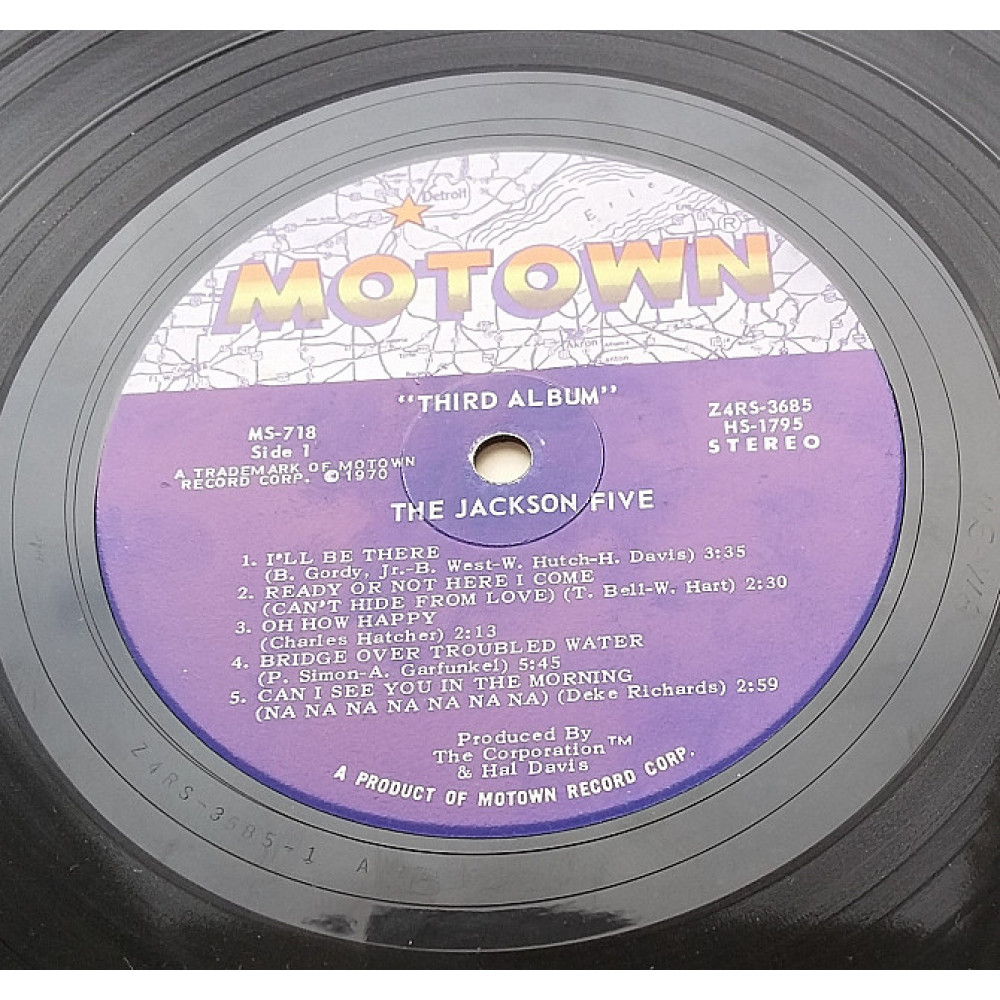 Detroit
Erie
MOTOWN®
Akron
Canton
"THIRD ALBUM"
MS-718
Side 1
A TRADEMARK OF MOTOWN
RECORD CORP. ©1970
Z4RS-3685
HS-1795
STEREO
THE JACKSON FIVE
1. I'LL BE THERE
(B. Gordy, Jr.-B. West-W. Hutch-H. Davis) 3:35
2. READY OR NOT HERE I COME
(CAN'T HIDE FROM LOVE) (T. Bell-W. Hart) 2:30
3. OH HOW HAPPY
(Charles Hatcher) 2:13
4. BRIDGE OVER TROUBLED WATER
(P. Simon-A. Garfunkel) 5:45
5. CAN I SEE YOU IN THE MORNING
(NA NA NA NA NA NA NA) (Deke Richards) 2:59
Produced By
The Corporation™
& Hal Davis
A PRODUCT OF MOTOWN RECORD CORP.
Z4RS-3685-1 A